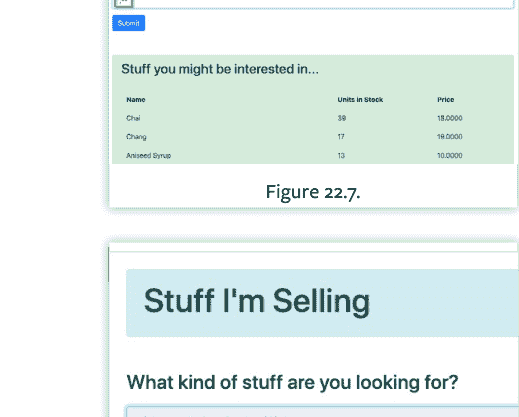 Submit
Stuff you might be interested in...
Name Units in Stock Price
Chai 39 18.0000
Chang 17 19.0000
Aniseed Syrup 13 10.0000
Figure 22.7.
Stuff I'm Selling
What kind of stuff are you looking for?